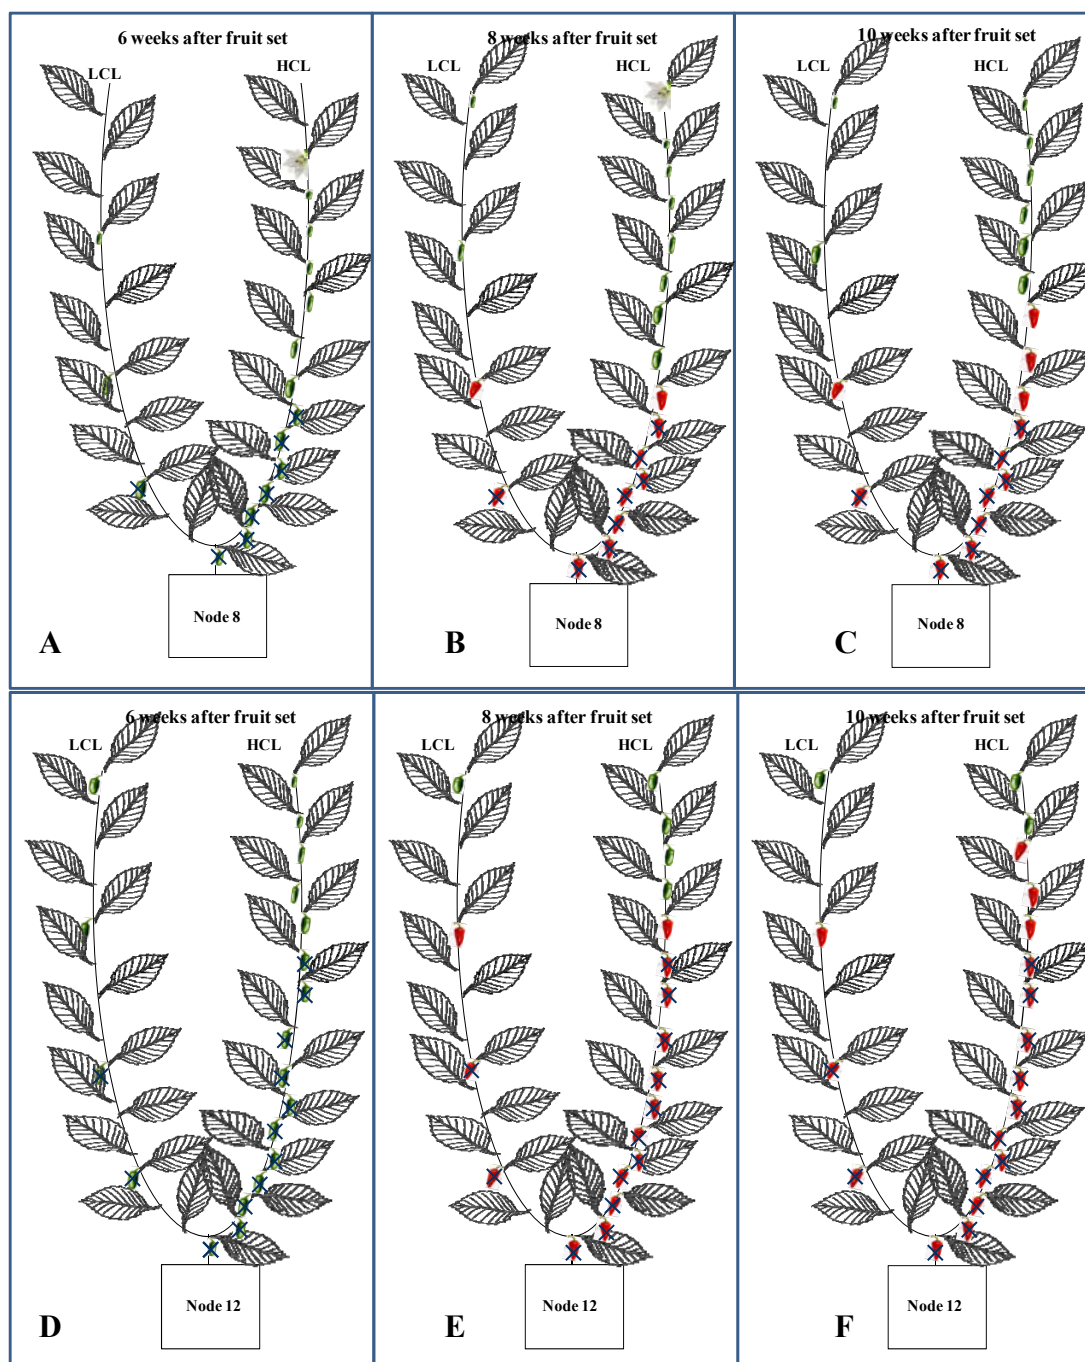 6 weeks after fruit set
LCL
HCL
Node 8
A
8 weeks after fruit set
LCL
HCL
Node 8
B
10 weeks after fruit set
LCL
HCL
Node 8
C
6 weeks after fruit set
LCL
HCL
Node 12
D
8 weeks after fruit set
LCL
HCL
Node 12
E
10 weeks after fruit set
LCL
HCL
Node 12
F